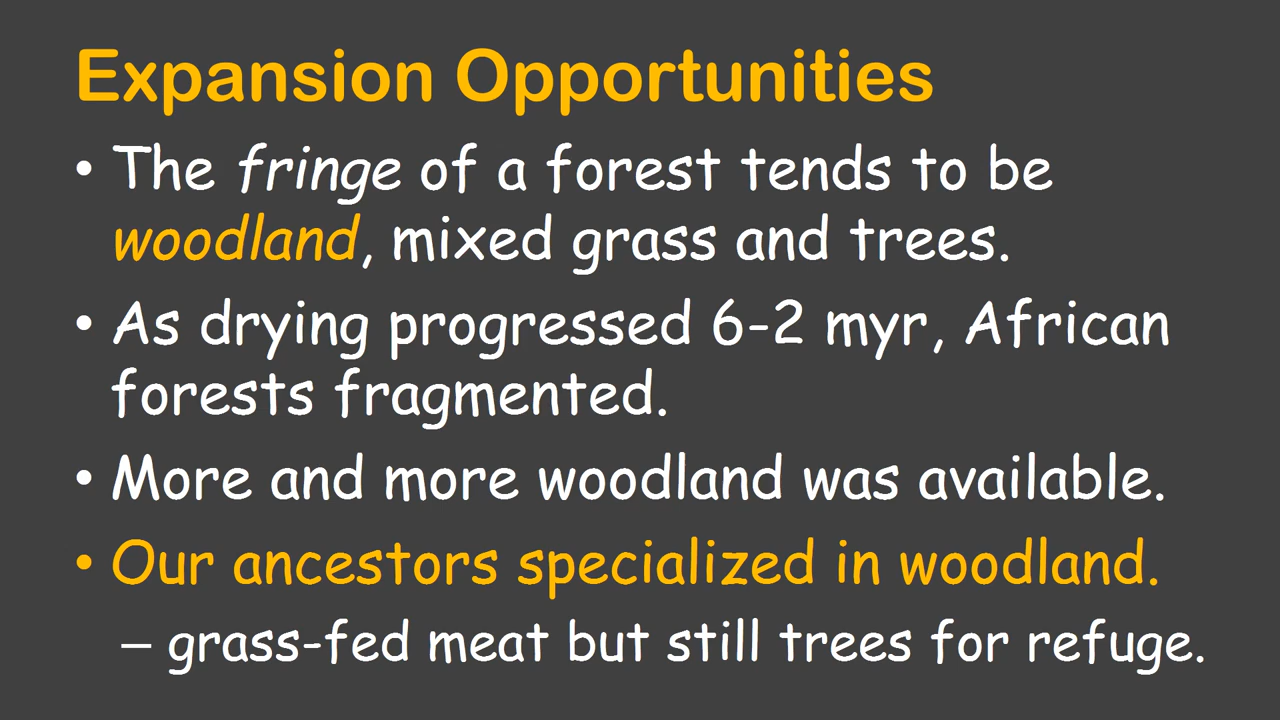 Expansion Opportunities
• The fringe of a forest tends to be
woodland, mixed grass and trees.
• As drying progressed 6-2 myr, African
forests fragmented.
• More and more woodland was available.
• Our ancestors specialized in woodland.
– grass-fed meat but still trees for refuge.